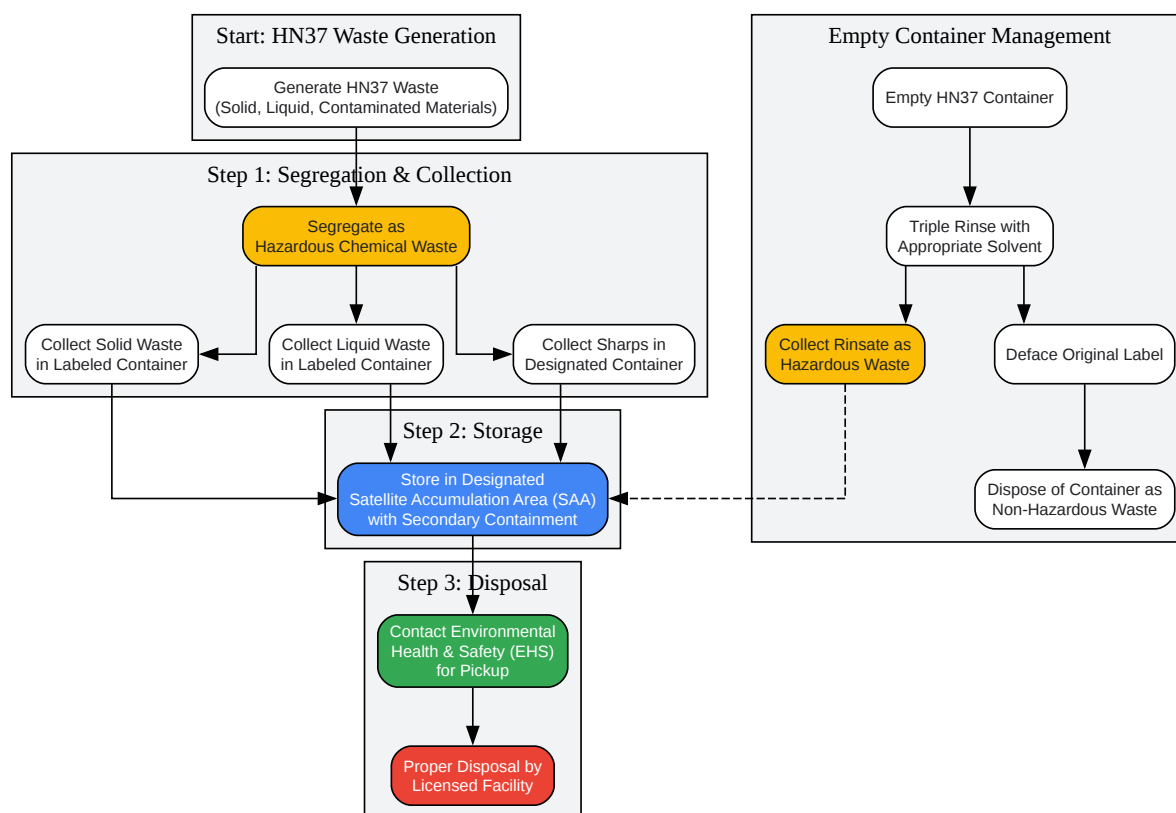 Start: HN37 Waste Generation
Generate HN37 Waste
(Solid, Liquid, Contaminated Materials)
Step 1: Segregation & Collection
Segregate as
Hazardous Chemical Waste
Collect Solid Waste
in Labeled Container
Collect Liquid Waste
in Labeled Container
Collect Sharps in
Designated Container
Step 2: Storage
Store in Designated
Satellite Accumulation Area (SAA)
with Secondary Containment
Step 3: Disposal
Contact Environmental
Health & Safety (EHS)
for Pickup
Proper Disposal by
Licensed Facility
Empty Container Management
Empty HN37 Container
Triple Rinse with
Appropriate Solvent
Collect Rinsate as
Hazardous Waste
Deface Original Label
Dispose of Container as
Non-Hazardous Waste